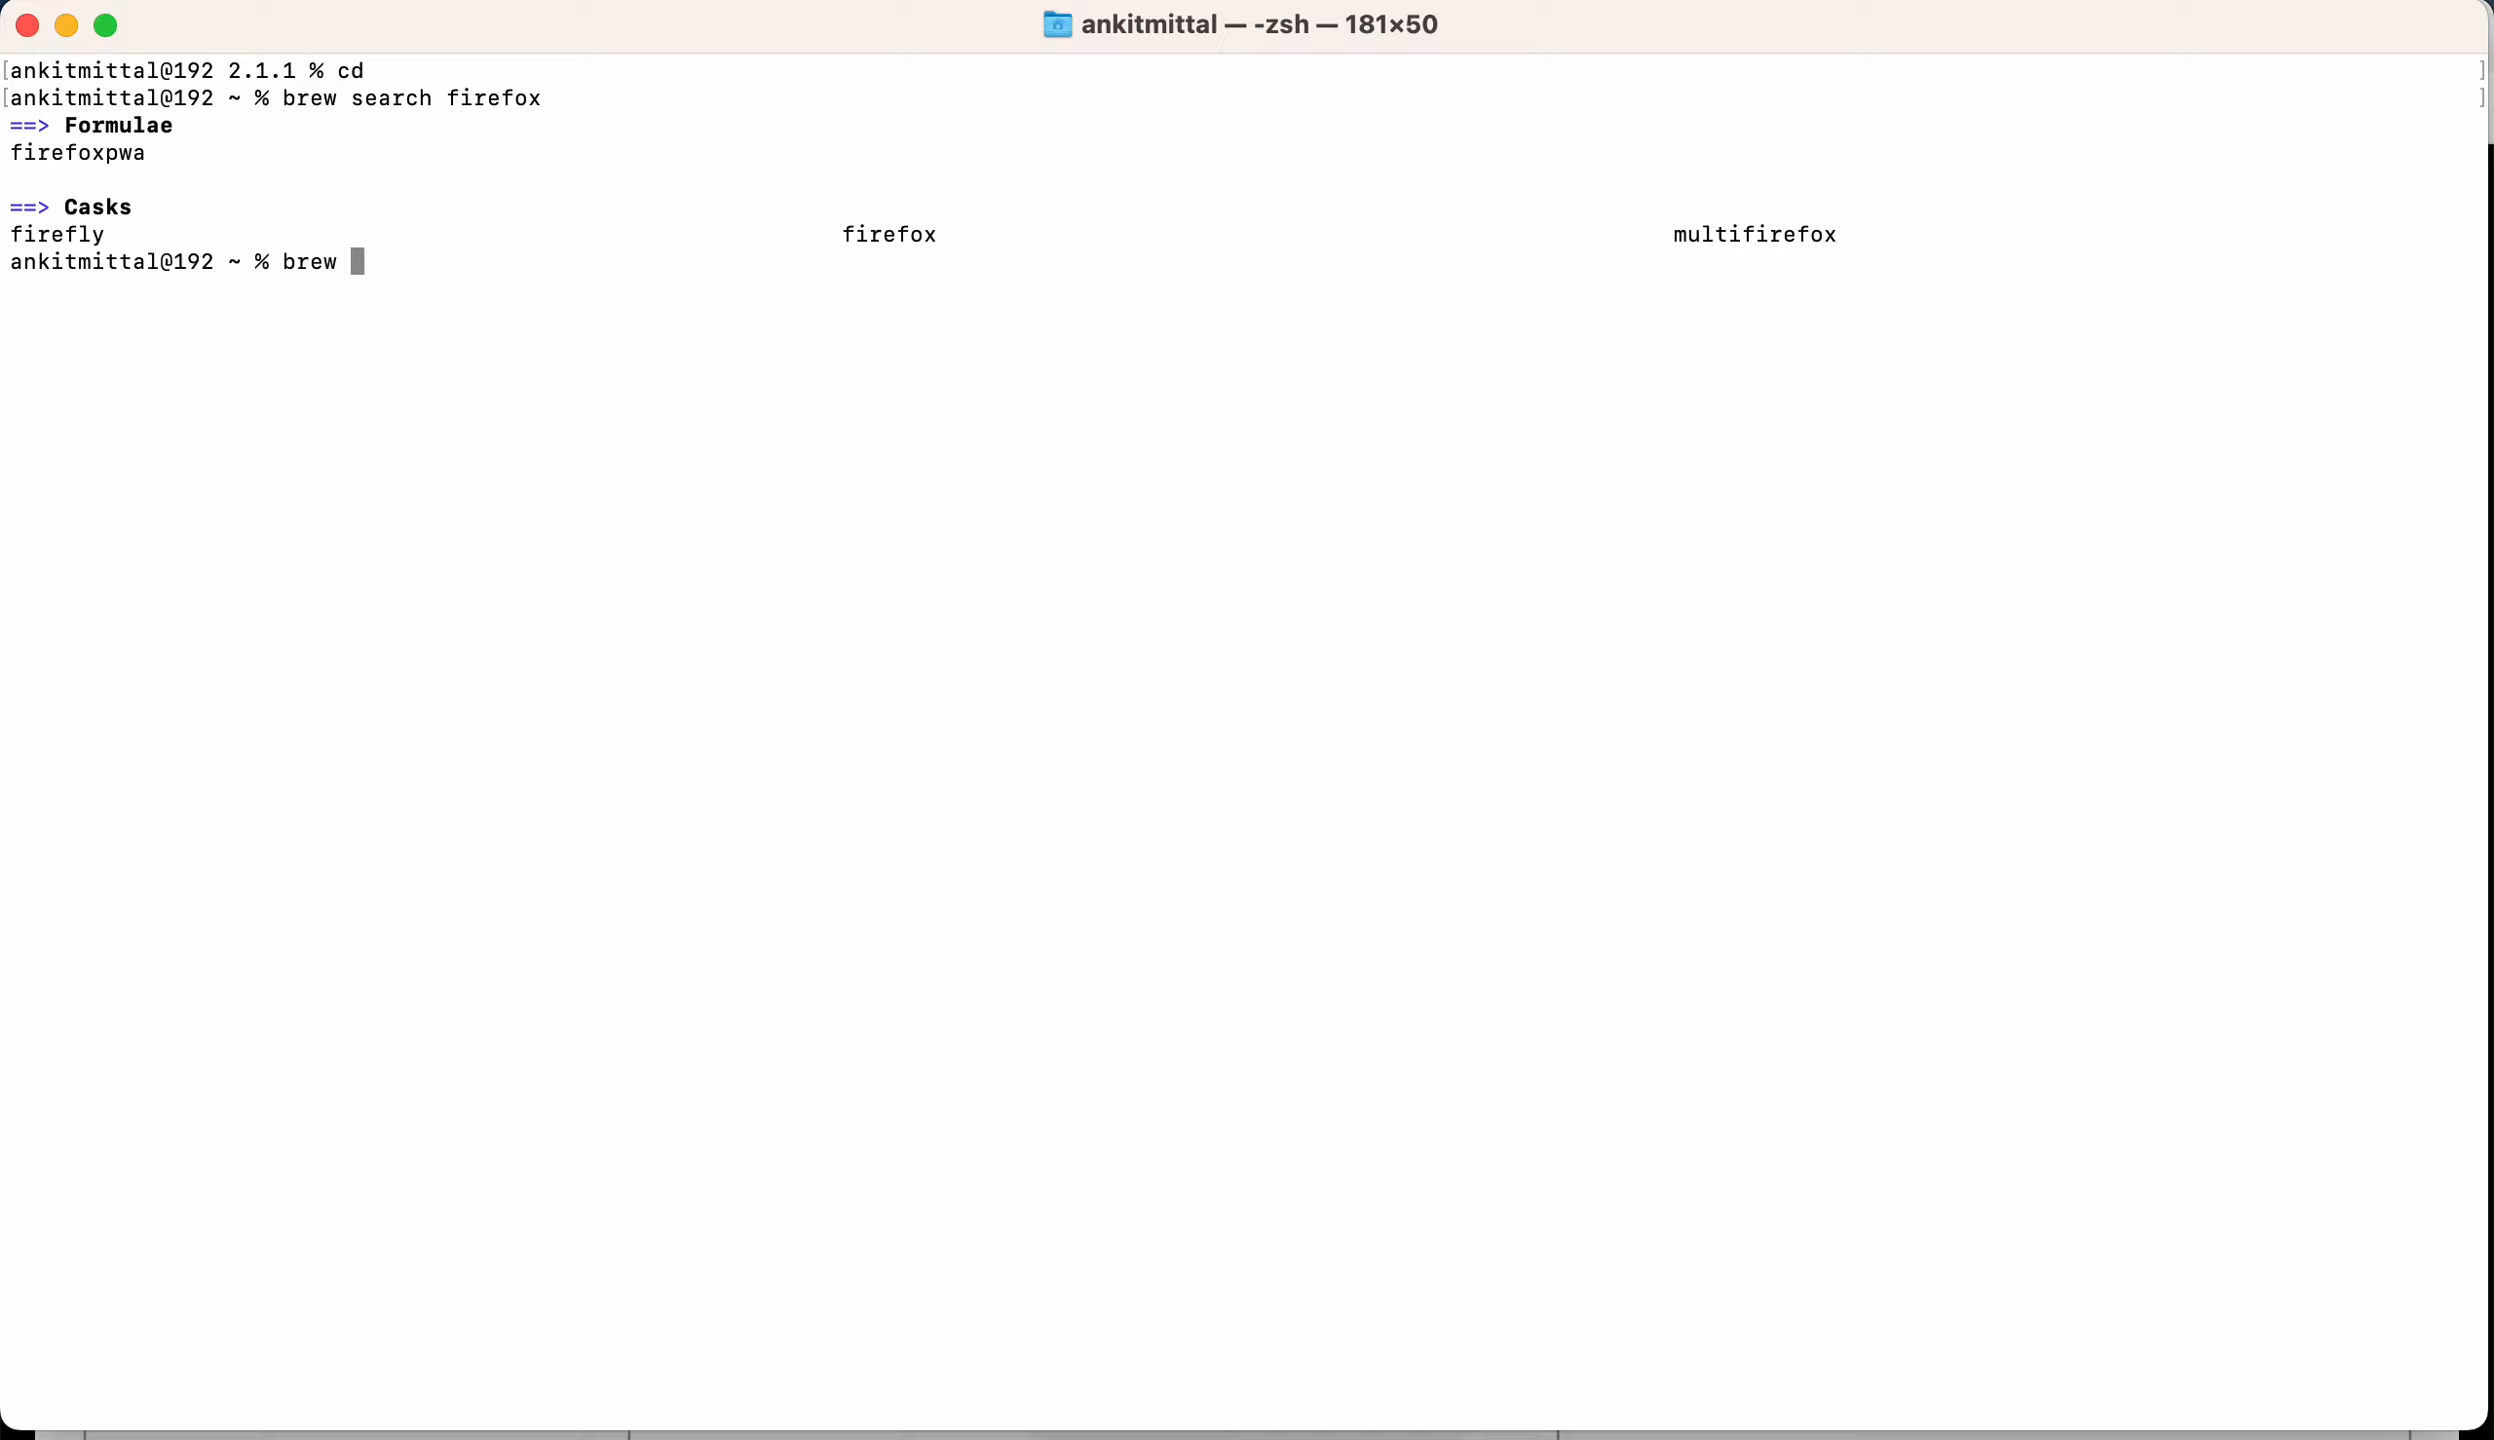 ankitmittal — -zsh — 181×50
[ankitmittal@192 2.1.1 % cd ]
[ankitmittal@192 ~ % brew search firefox ]
==> Formulae
firefoxpwa
==> Casks
firefly firefox multifirefox
ankitmittal@192 ~ % brew